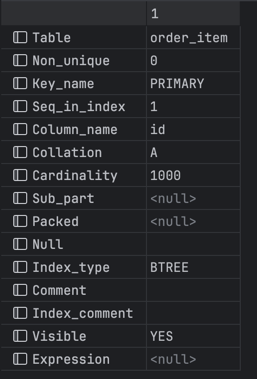 1
Table order_item
Non_unique 0
Key_name PRIMARY
Seq_in_index 1
Column_name id
Collation A
Cardinality 1000
Sub_part <null>
Packed <null>
Null
Index_type BTREE
Comment
Index_comment
Visible YES
Expression <null>